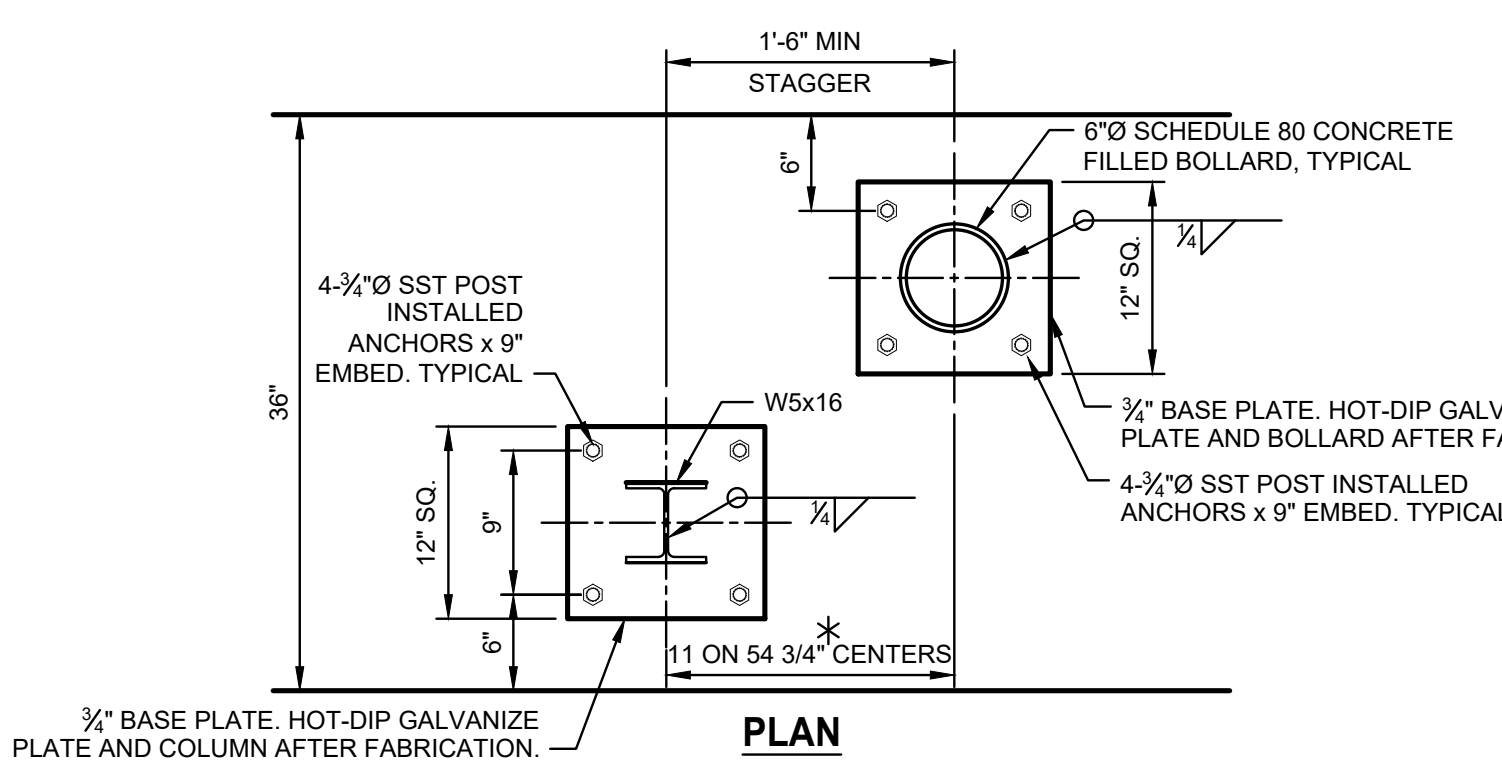 1'-6" MIN
STAGGER
6"Ø SCHEDULE 80 CONCRETE
FILLED BOLLARD, TYPICAL
6"
¼
12" SQ.
4-¾"Ø SST POST
INSTALLED
ANCHORS x 9"
EMBED. TYPICAL
36"
W5x16
¾" BASE PLATE. HOT-DIP GALV
PLATE AND BOLLARD AFTER FA
4-¾"Ø SST POST INSTALLED
ANCHORS x 9" EMBED. TYPICAL
12" SQ.
9"
¼
6"
11 ON 54 3/4" CENTERS
¾" BASE PLATE. HOT-DIP GALVANIZE
PLATE AND COLUMN AFTER FABRICATION.
PLAN